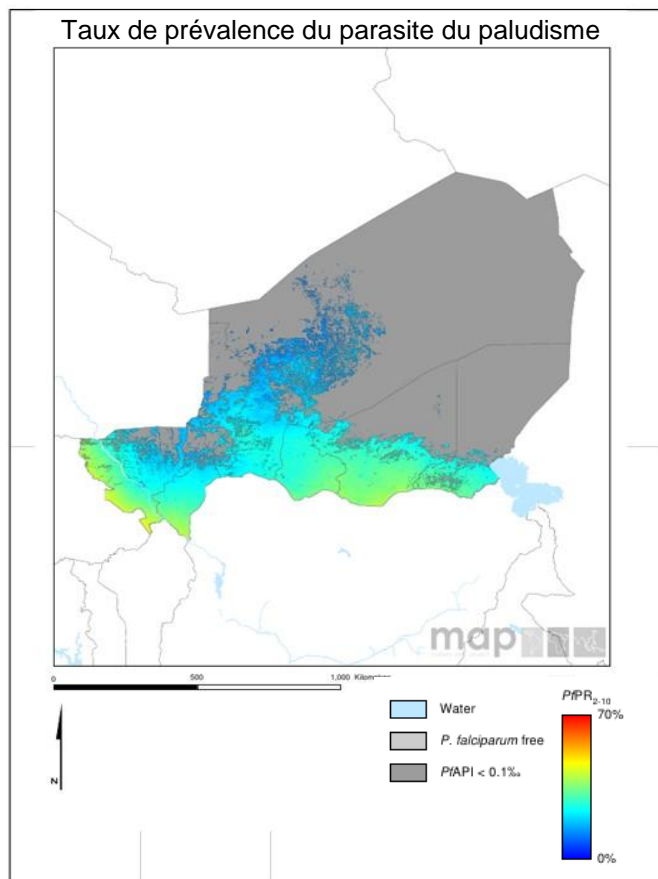 Taux de prévalence du parasite du paludisme
map
0 500 1,000
Water
P. falciparum free
PfAPI < 0.1‰
PfPR2-10
70%
0%
N